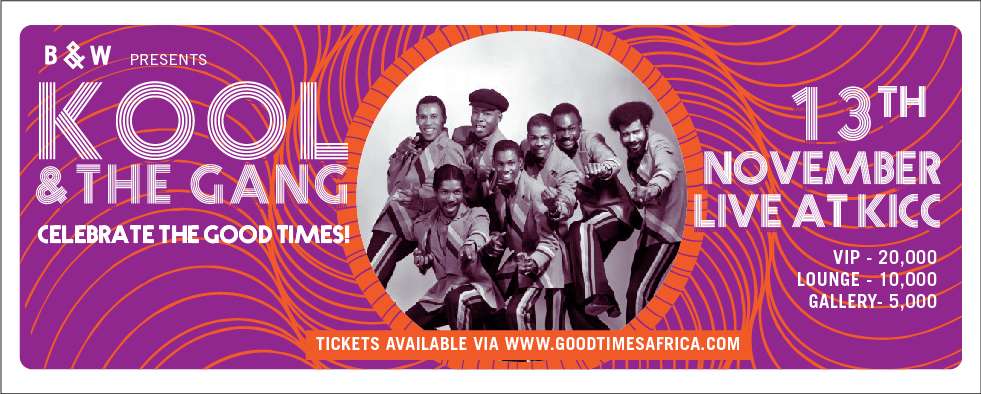 B & W PRESENTS
KOOL
& THE GANG
CELEBRATE THE GOOD TIMES!
13TH
NOVEMBER
LIVE AT KICC
VIP - 20,000
LOUNGE - 10,000
GALLERY- 5,000
TICKETS AVAILABLE VIA WWW.GOODTIMESAFRICA.COM